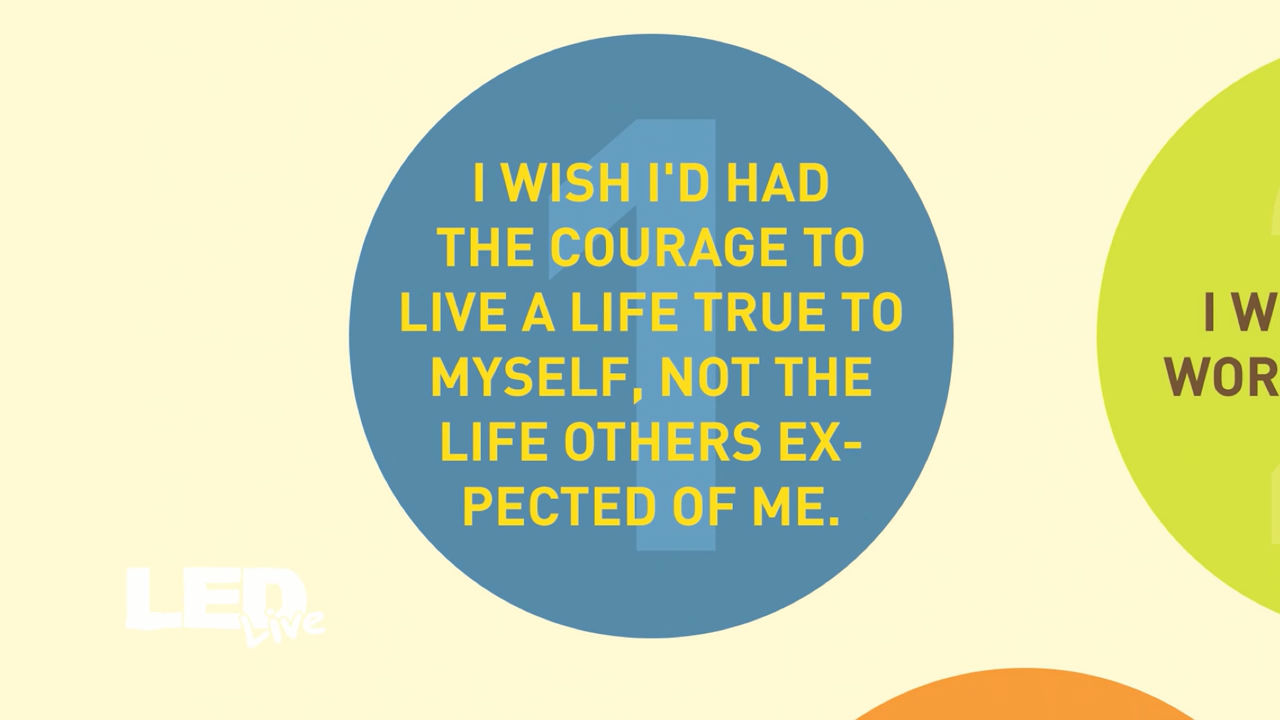 1
I WISH I'D HAD
THE COURAGE TO
LIVE A LIFE TRUE TO
MYSELF, NOT THE
LIFE OTHERS EX-
PECTED OF ME.
I W
WOR
LED
Live